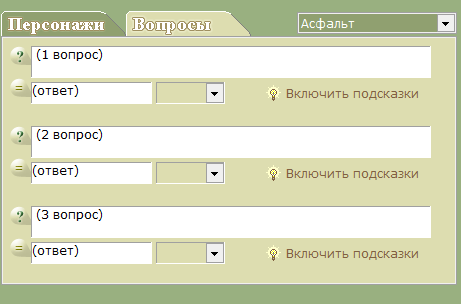 Персонажи Вопросы Асфальт
? (1 вопрос)
= (ответ) Включить подсказки
? (2 вопрос)
= (ответ) Включить подсказки
? (3 вопрос)
= (ответ) Включить подсказки